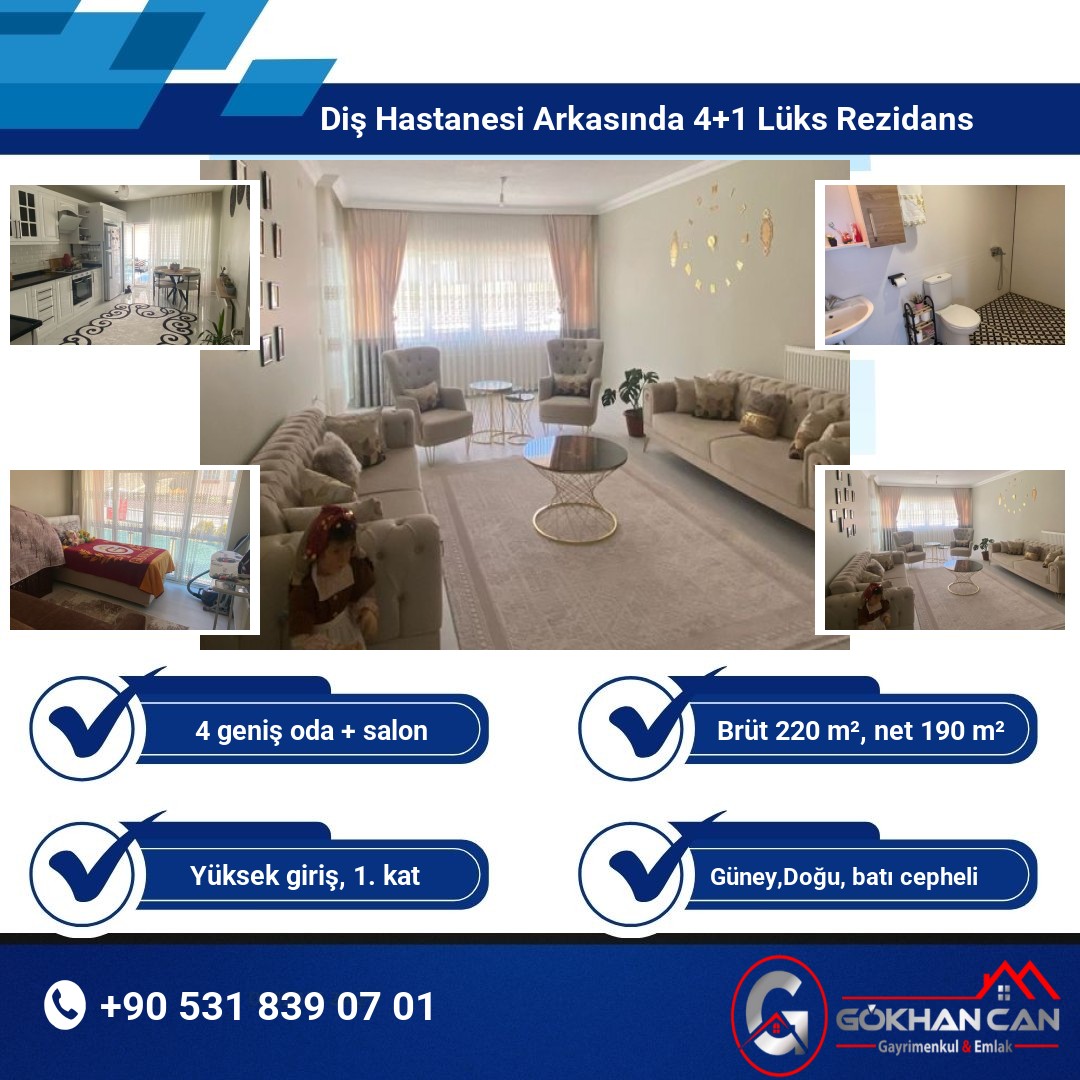 Diş Hastanesi Arkasında 4+1 Lüks Rezidans
4 geniş oda + salon
Brüt 220 m², net 190 m²
Yüksek giriş, 1. kat
Güney,Doğu, batı cepheli
+90 531 839 07 01
GÖKHAN CAN
Gayrimenkul & Emlak